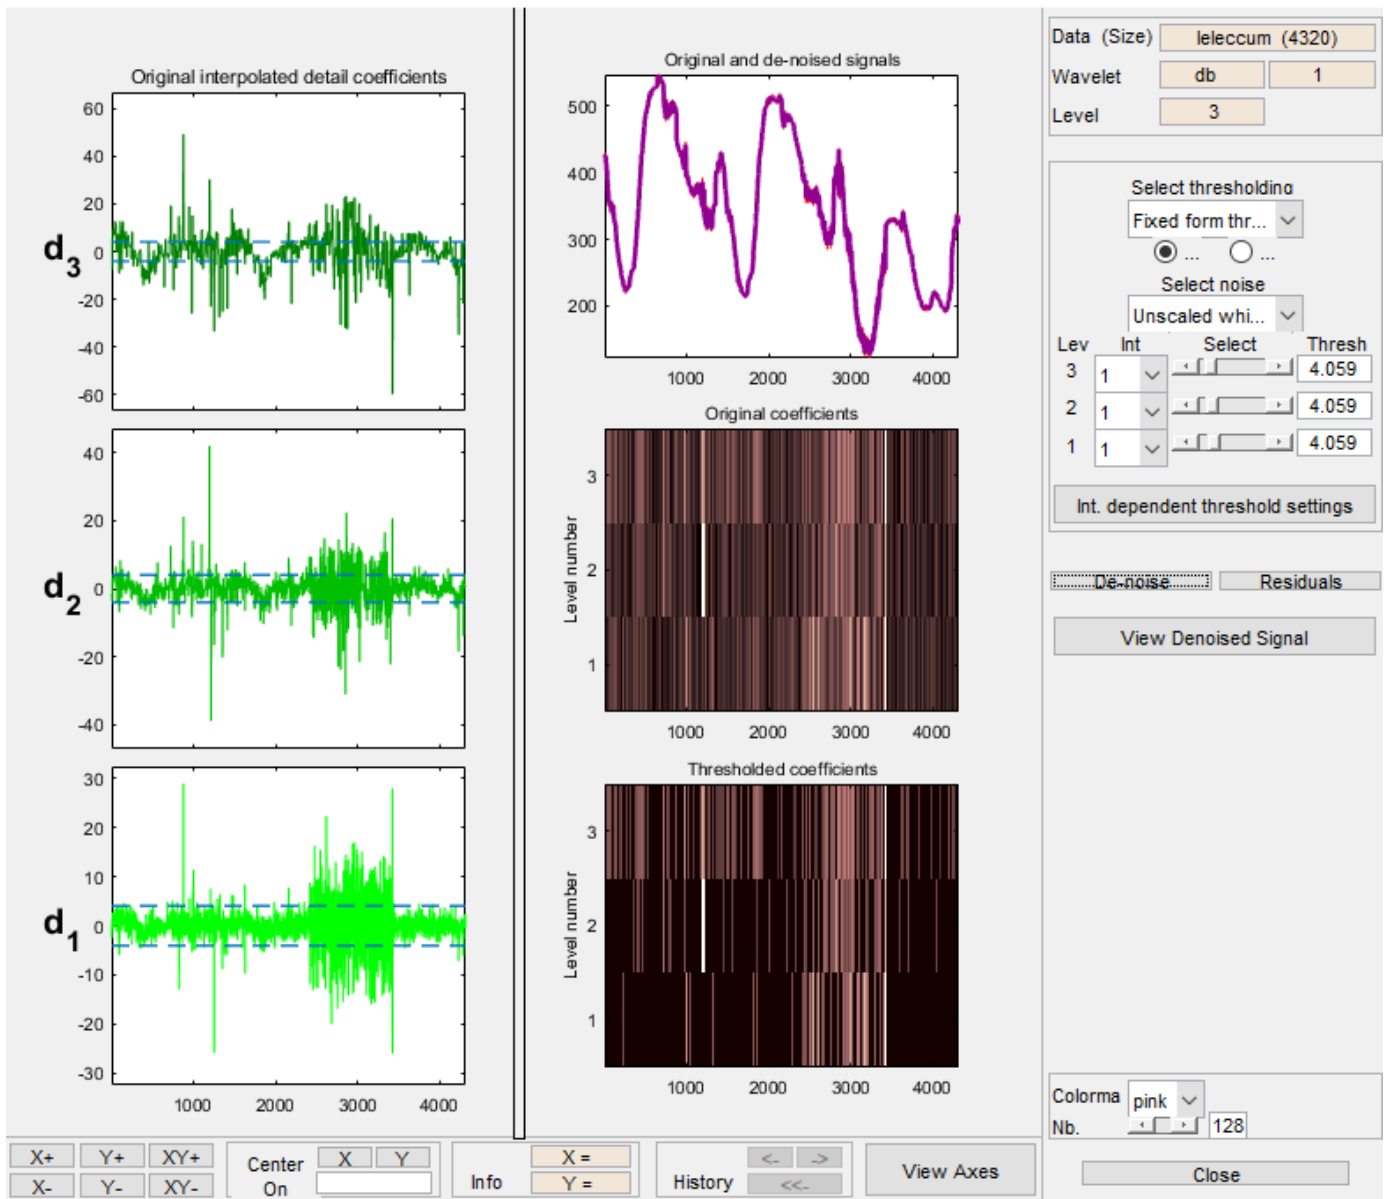 Original interpolated detail coefficients
60
40
20
0
-20
-40
-60
d3
40
20
0
-20
-40
d2
30
20
10
0
-10
-20
-30
d1
1000 2000 3000 4000
Original and de-noised signals
500
400
300
200
1000 2000 3000 4000
Original coefficients
Level number
3
2
1
1000 2000 3000 4000
Thresholded coefficients
Level number
3
2
1
1000 2000 3000 4000
Data (Size) leleccum (4320)
Wavelet db 1
Level 3
Select thresholding
Fixed form thr...
... ...
Select noise
Unscaled whi...
Lev Int Select Thresh
3 1 4.059
2 1 4.059
1 1 4.059
Int. dependent threshold settings
De-noise Residuals
View Denoised Signal
Colorma pink
Nb. 128
X+ Y+ XY+
X- Y- XY-
Center X Y
On
Info X =
Y =
History <- ->
<<-
View Axes
Close